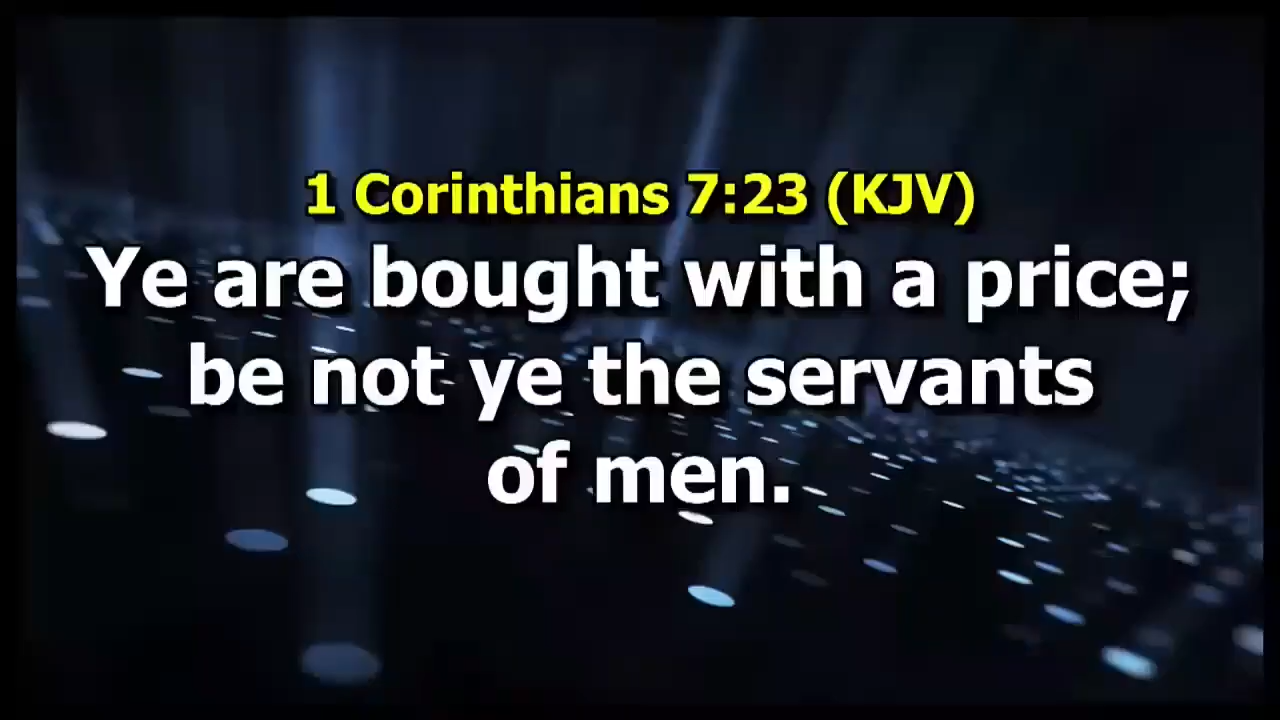 1 Corinthians 7:23 (KJV)
Ye are bought with a price;
be not ye the servants
of men.